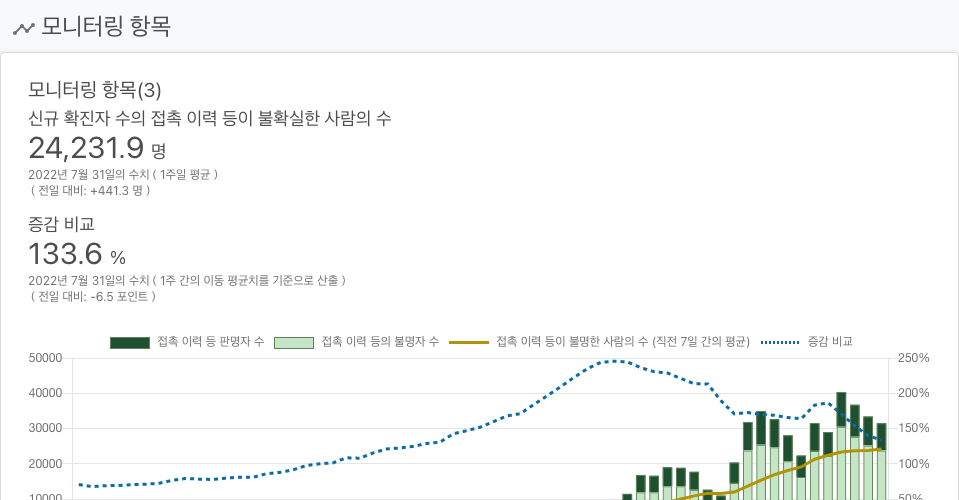 모니터링 항목
모니터링 항목(3)
신규 확진자 수의 접촉 이력 등이 불확실한 사람의 수
24,231.9 명
2022년 7월 31일의 수치 ( 1주일 평균 )
( 전일 대비: +441.3 명 )
증감 비교
133.6 %
2022년 7월 31일의 수치 ( 1주 간의 이동 평균치를 기준으로 산출 )
( 전일 대비: -6.5 포인트 )
접촉 이력 등 판명자 수 접촉 이력 등의 불명자 수 접촉 이력 등이 불명한 사람의 수 (직전 7일 간의 평균) 증감 비교
50000 250%
40000 200%
30000 150%
20000 100%
10000 50%